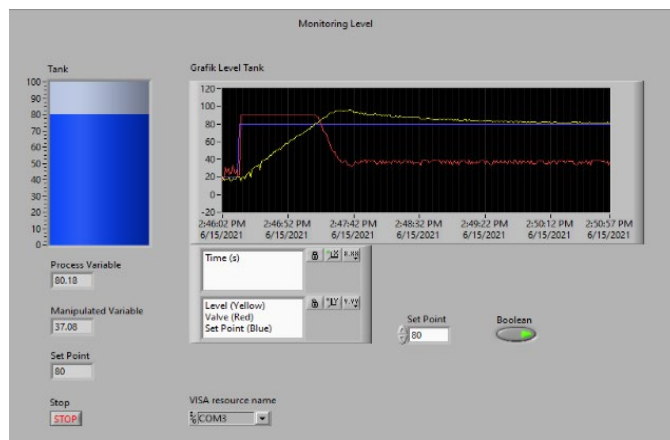 Monitoring Level
Tank
100
90
80
70
60
50
40
30
20
10
0
Grafik Level Tank
120
100
80
60
40
20
0
-20
2:46:02 PM 2:46:52 PM 2:47:42 PM 2:48:32 PM 2:49:22 PM 2:50:12 PM 2:50:57 PM
6/15/2021 6/15/2021 6/15/2021 6/15/2021 6/15/2021 6/15/2021 6/15/2021
Time (s)
Level (Yellow)
Valve (Red)
Set Point (Blue)
Process Variable
80.18
Manipulated Variable
37.08
Set Point
80
Set Point
80
Boolean
Stop
STOP
VISA resource name
COM3